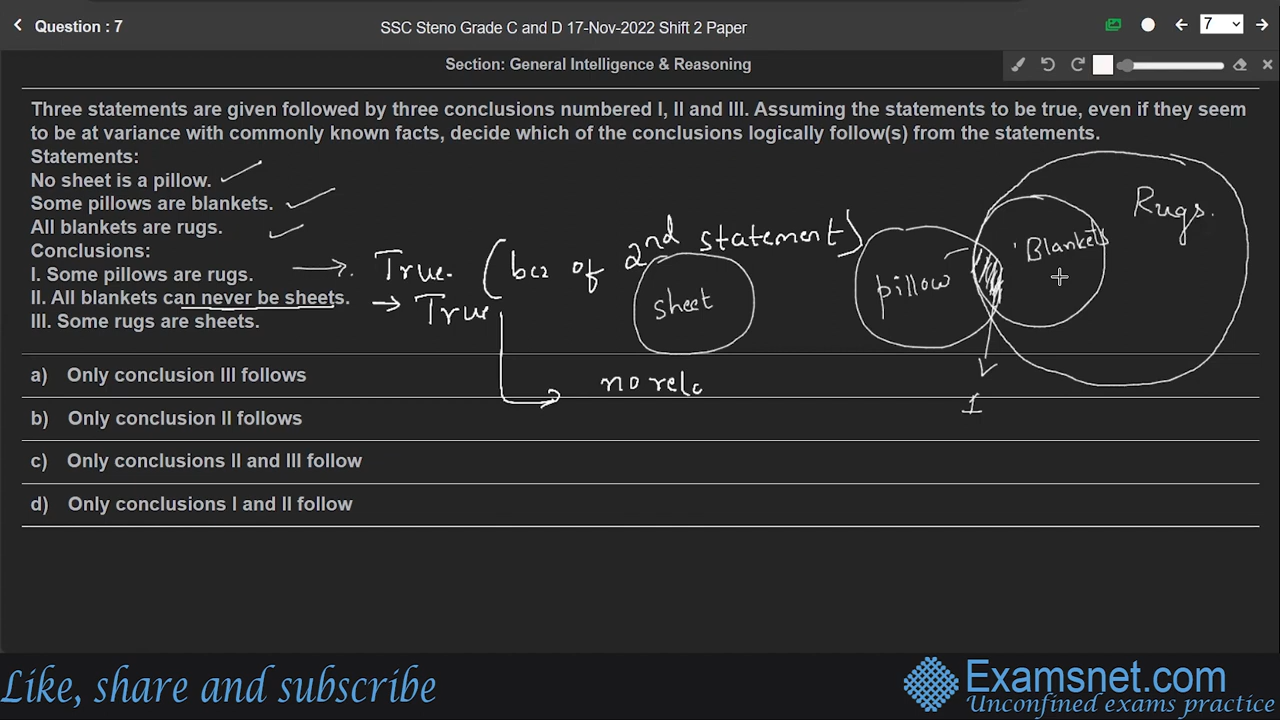 Question : 7
SSC Steno Grade C and D 17-Nov-2022 Shift 2 Paper
7
Section: General Intelligence & Reasoning
Three statements are given followed by three conclusions numbered I, II and III. Assuming the statements to be true, even if they seem
to be at variance with commonly known facts, decide which of the conclusions logically follow(s) from the statements.
Statements:
No sheet is a pillow.
Some pillows are blankets.
All blankets are rugs.
Conclusions:
I. Some pillows are rugs.
True. (bcz of 2nd statement)
II. All blankets can never be sheets.
True
III. Some rugs are sheets.
sheet
pillow
Blankets
Rugs.
I
no relc
a) Only conclusion III follows
b) Only conclusion II follows
c) Only conclusions II and III follow
d) Only conclusions I and II follow
Like, share and subscribe
Examsnet.com
Unconfined exams practice